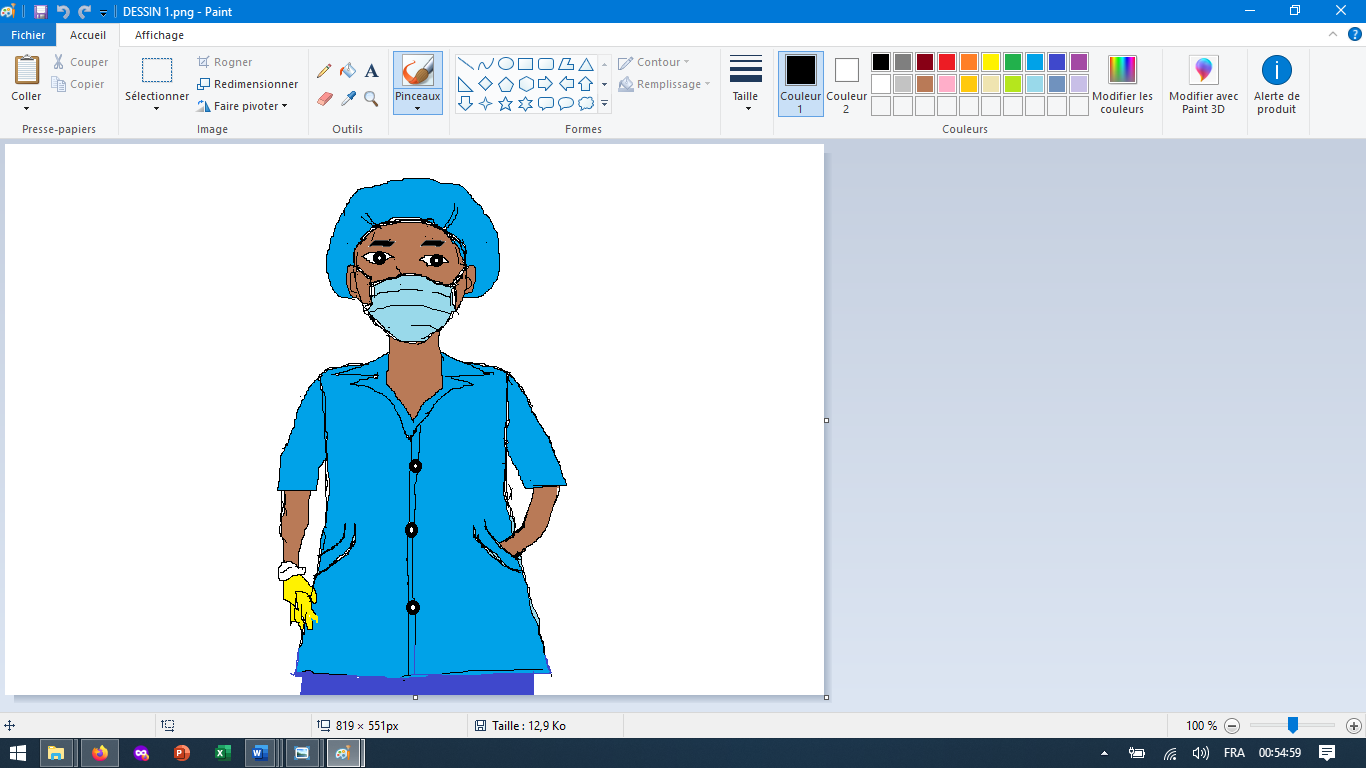 DESSIN 1.png - Paint
Fichier Accueil Affichage
Coller
Couper
Copier
Presse-papiers
Sélectionner
Rogner
Redimensionner
Faire pivoter
Image
A
Outils
Pinceaux
Contour
Remplissage
Formes
Taille
Couleur
1
Couleur
2
Modifier les
couleurs
Couleurs
Modifier avec
Paint 3D
Alerte de
produit
819 × 551px
Taille : 12,9 Ko
100 %
FRA 00:54:59